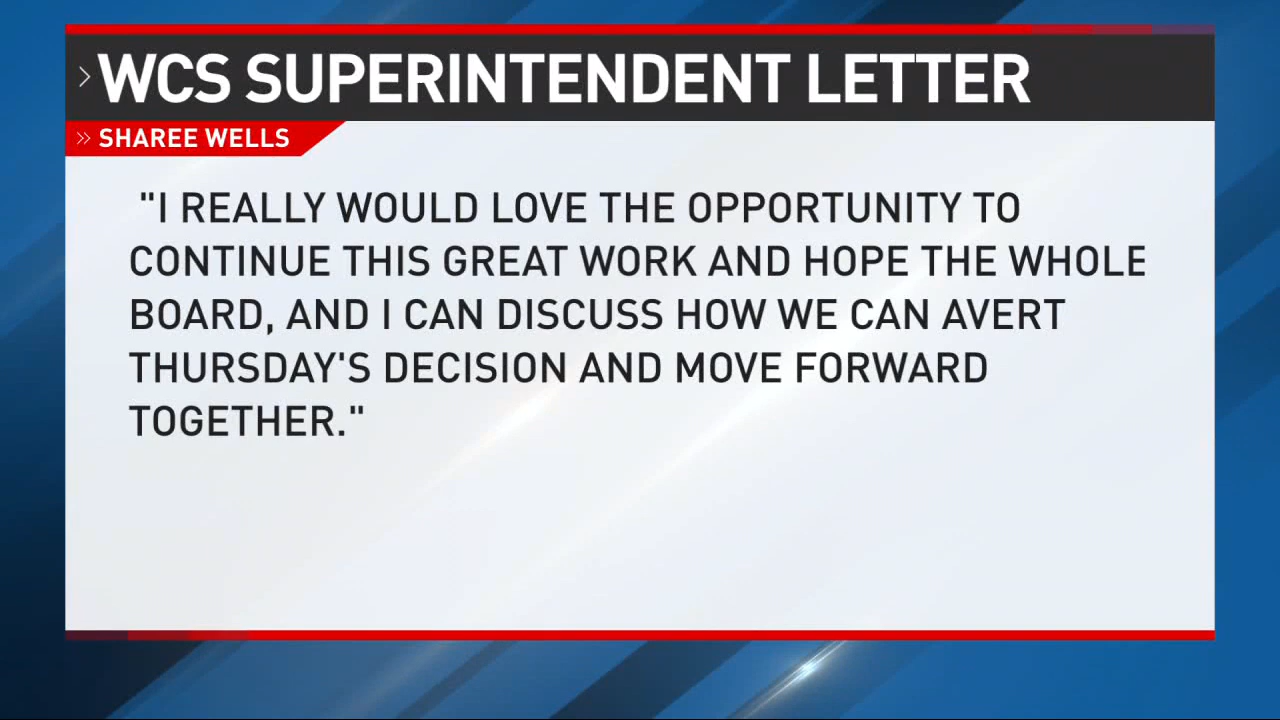 WCS SUPERINTENDENT LETTER
SHAREE WELLS
"I REALLY WOULD LOVE THE OPPORTUNITY TO
CONTINUE THIS GREAT WORK AND HOPE THE WHOLE
BOARD, AND I CAN DISCUSS HOW WE CAN AVERT
THURSDAY'S DECISION AND MOVE FORWARD
TOGETHER."